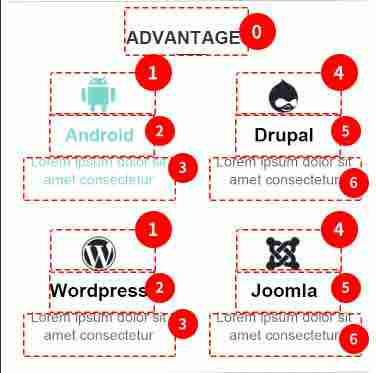 ADVANTAGE
0
1
4
Android
2
Drupal
5
Lorem ipsum dolor sit
amet consectetur
3
Lorem ipsum dolor sit
amet consectetur
6
1
4
Wordpress
2
Joomla
5
Lorem ipsum dolor sit
amet consectetur
3
Lorem ipsum dolor sit
amet consectetur
6